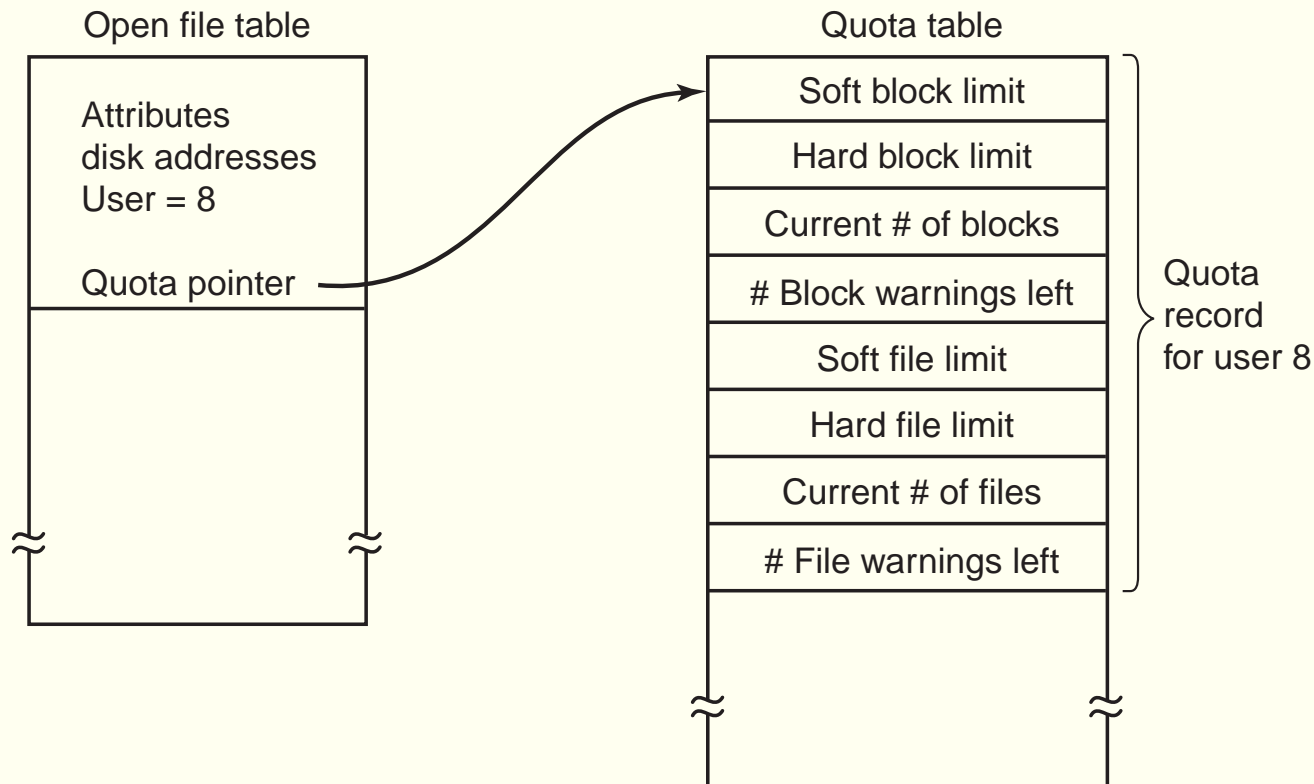 Open file table
Attributes
disk addresses
User = 8
Quota pointer
Quota table
Soft block limit
Hard block limit
Current # of blocks
# Block warnings left
Soft file limit
Hard file limit
Current # of files
# File warnings left
Quota
record
for user 8